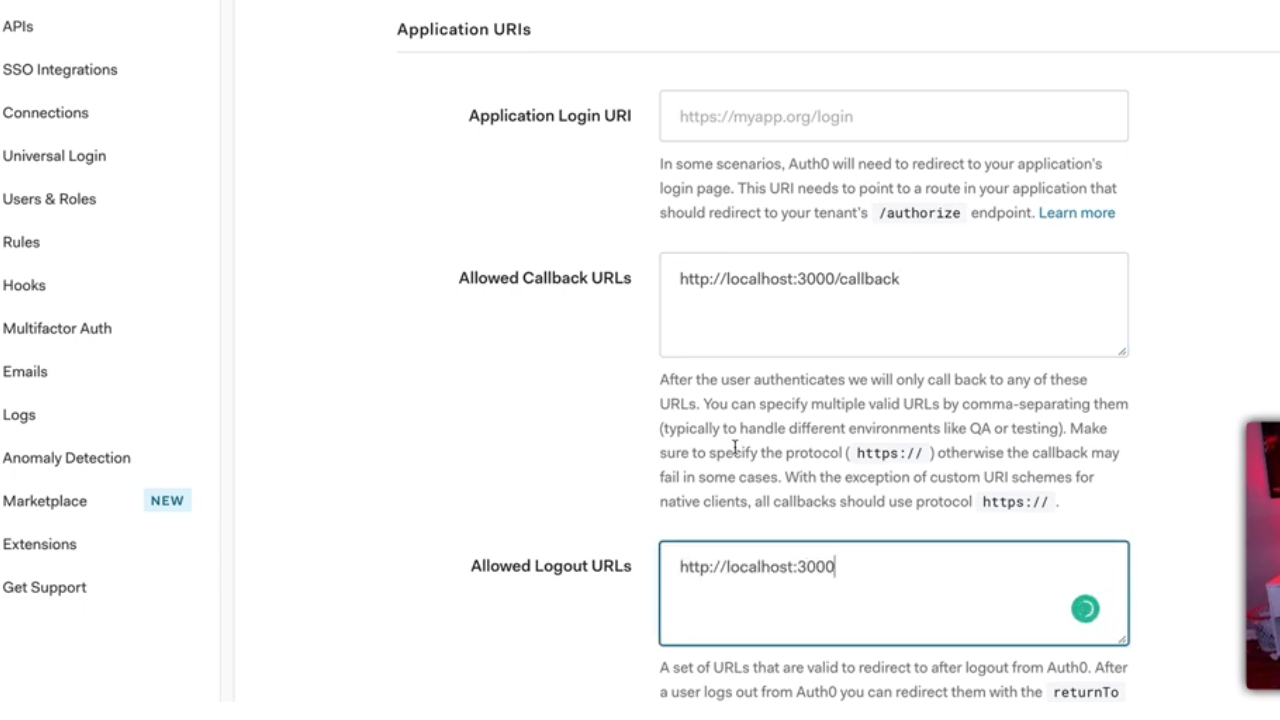 APIs
SSO Integrations
Connections
Universal Login
Users & Roles
Rules
Hooks
Multifactor Auth
Emails
Logs
Anomaly Detection
Marketplace NEW
Extensions
Get Support
Application URIs
Application Login URI
https://myapp.org/login
In some scenarios, Auth0 will need to redirect to your application's
login page. This URI needs to point to a route in your application that
should redirect to your tenant's /authorize endpoint. Learn more
Allowed Callback URLs
http://localhost:3000/callback
After the user authenticates we will only call back to any of these
URLs. You can specify multiple valid URLs by comma-separating them
(typically to handle different environments like QA or testing). Make
sure to specify the protocol ( https:// ) otherwise the callback may
fail in some cases. With the exception of custom URI schemes for
native clients, all callbacks should use protocol https:// .
Allowed Logout URLs
http://localhost:3000
A set of URLs that are valid to redirect to after logout from Auth0. After
a user logs out from Auth0 you can redirect them with the returnTo